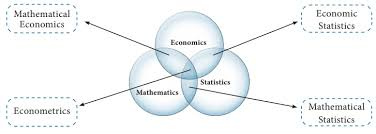 Mathematical
Economics
Economic
Statistics
Economics
Mathematics
Statistics
Econometrics
Mathematical
Statistics